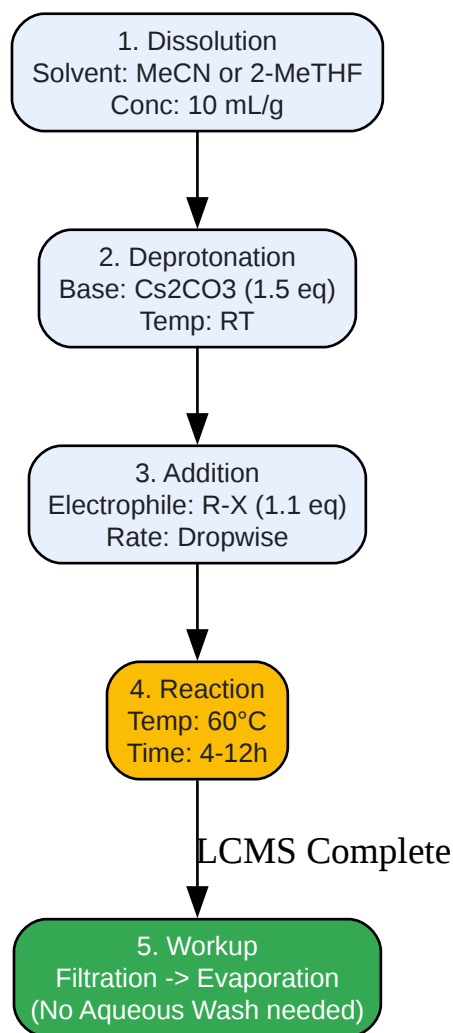 1. Dissolution
Solvent: MeCN or 2-MeTHF
Conc: 10 mL/g
2. Deprotonation
Base: Cs2CO3 (1.5 eq)
Temp: RT
3. Addition
Electrophile: R-X (1.1 eq)
Rate: Dropwise
4. Reaction
Temp: 60°C
Time: 4-12h
LCMS Complete
5. Workup
Filtration -> Evaporation
(No Aqueous Wash needed)